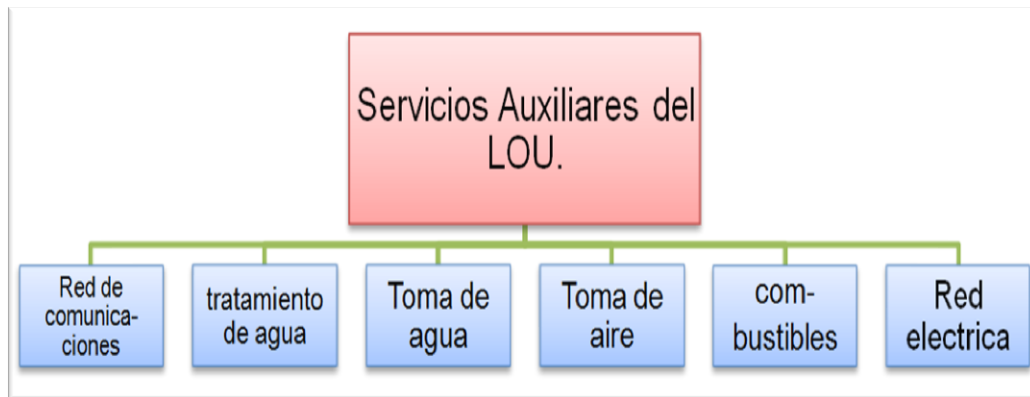 Servicios Auxiliares del
LOU.
Red de
comunica-
ciones
tratamiento
de agua
Toma de
agua
Toma de
aire
com-
bustibles
Red
electrica